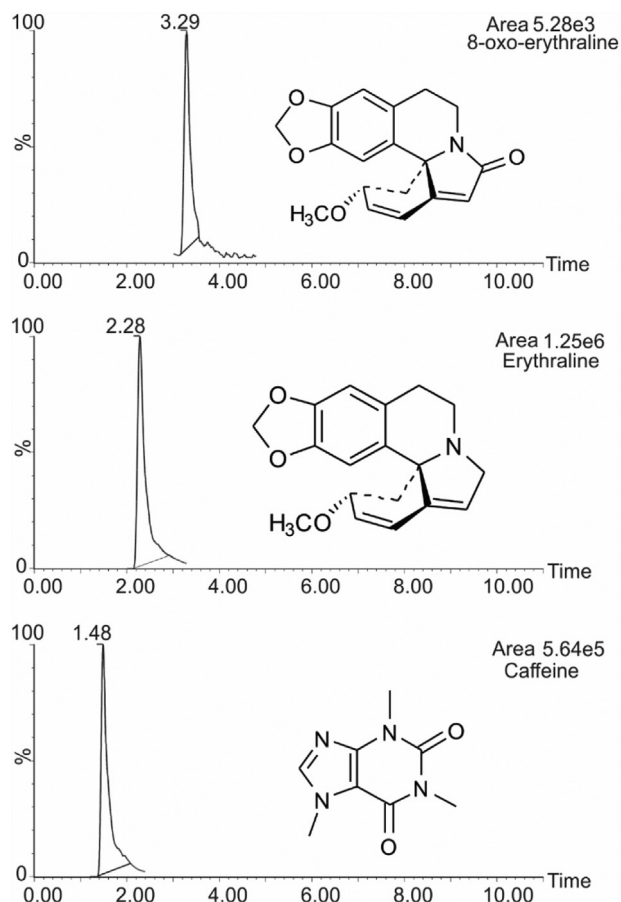 100
3.29
Area 5.28e3
8-oxo-erythraline
%
0
O
O
N
O
H₃CO
Time
0.00 2.00 4.00 6.00 8.00 10.00
100
2.28
Area 1.25e6
Erythraline
%
0
O
O
N
H₃CO
Time
0.00 2.00 4.00 6.00 8.00 10.00
100
1.48
Area 5.64e5
Caffeine
%
0
N
N
O
N
N
O
Time
0.00 2.00 4.00 6.00 8.00 10.00